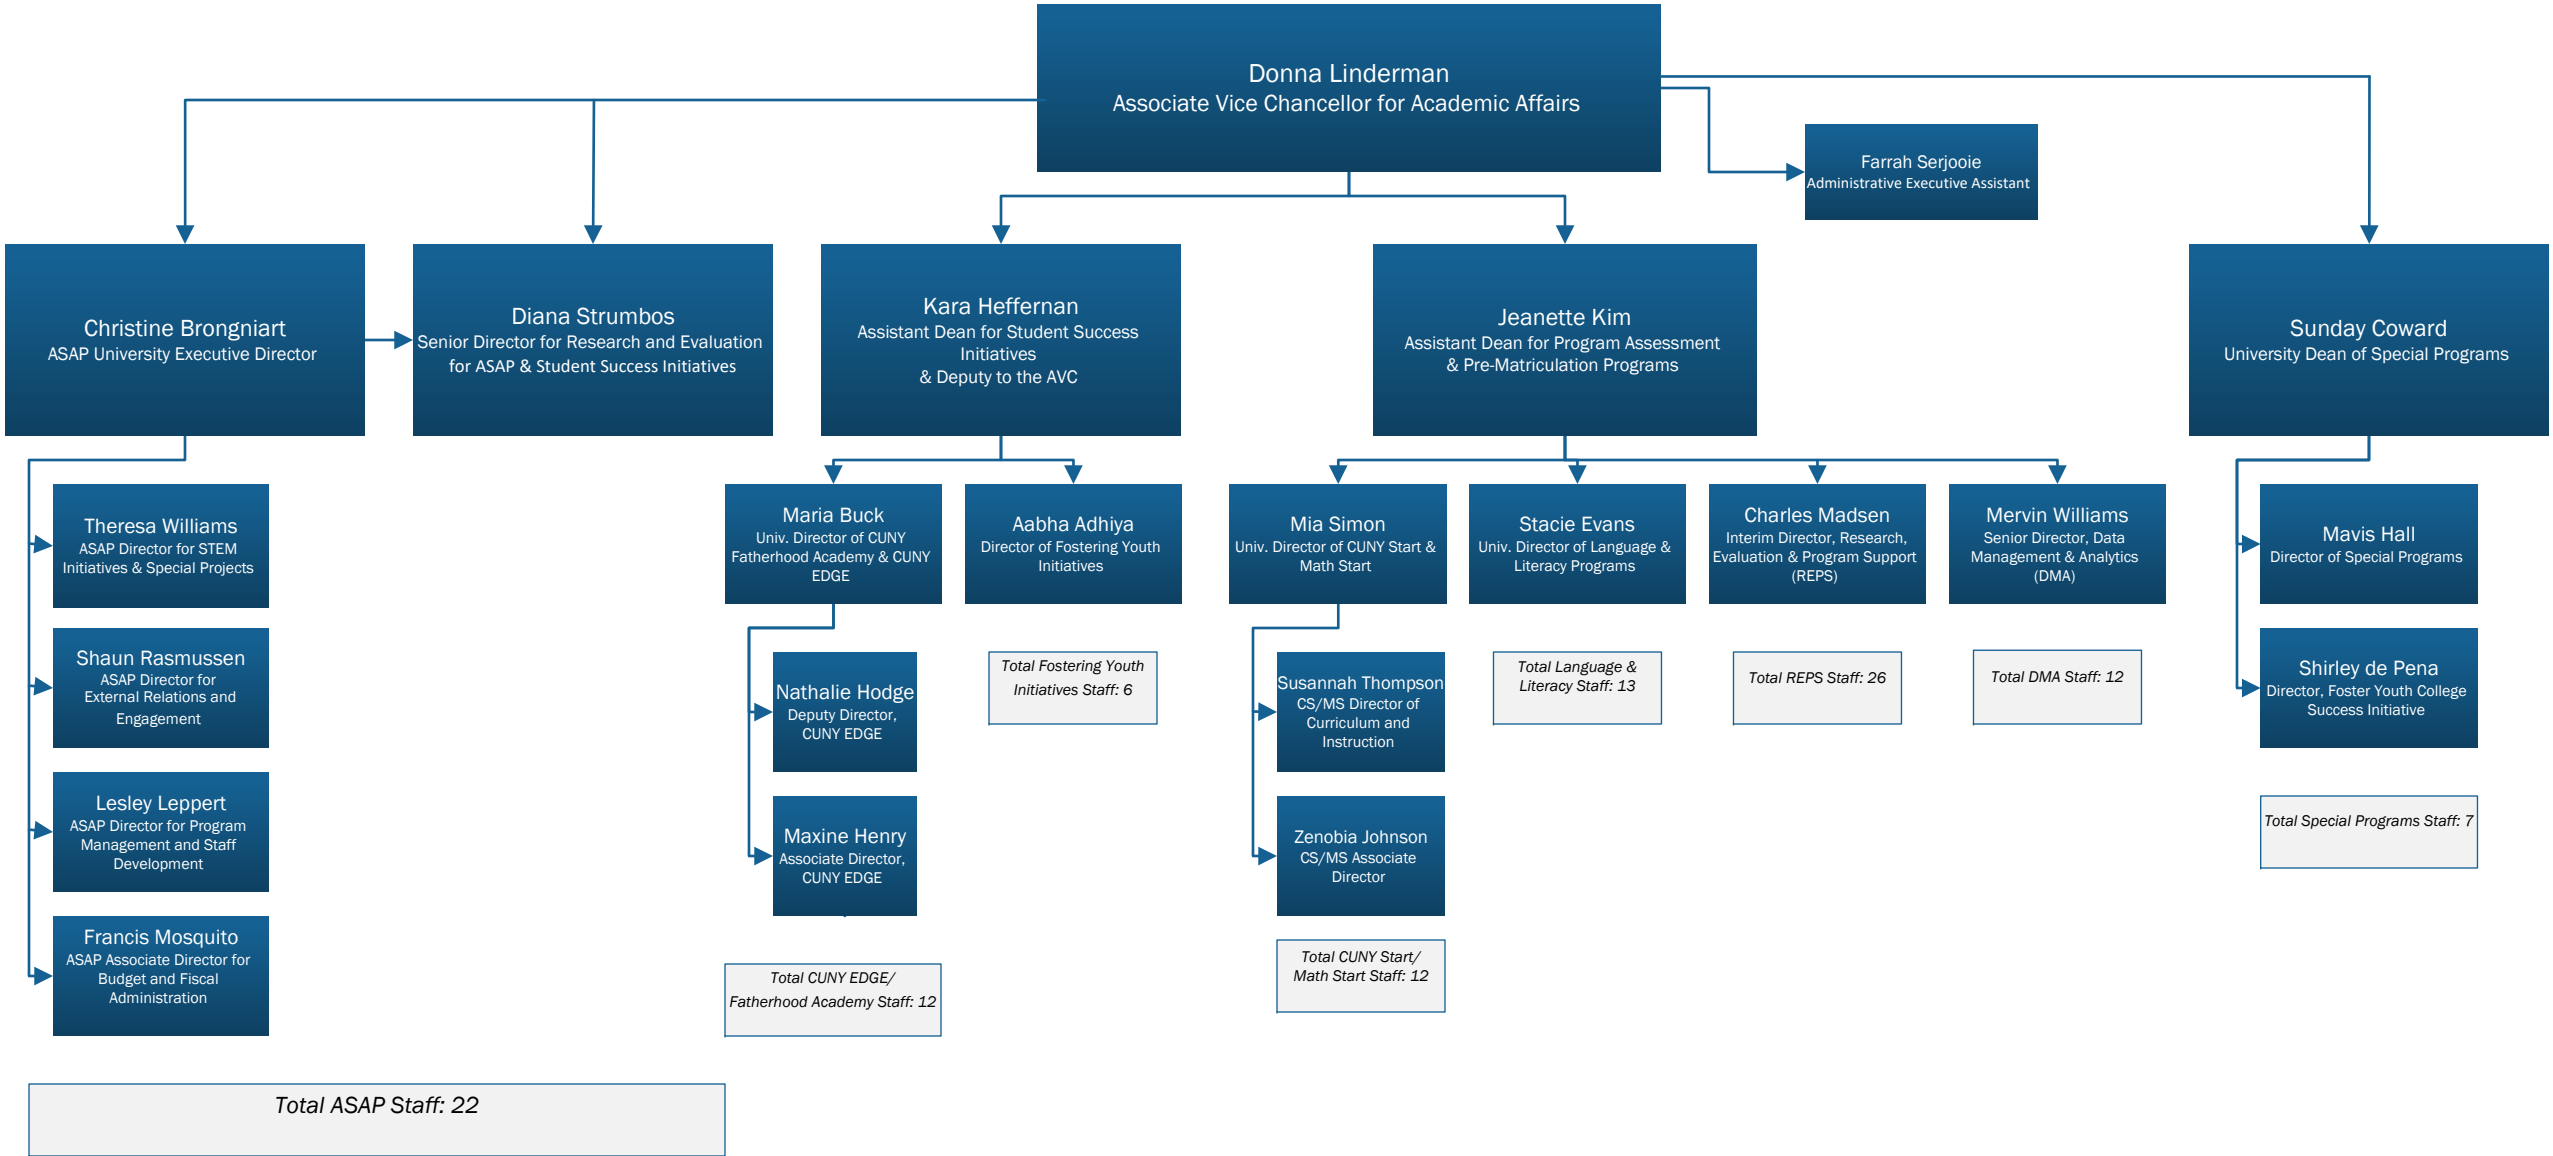 Donna Linderman
Associate Vice Chancellor for Academic Affairs
Farrah Serjooie
Administrative Executive Assistant
Christine Brongniart
ASAP University Executive Director
Diana Strumbos
Senior Director for Research and Evaluation
for ASAP & Student Success Initiatives
Kara Heffernan
Assistant Dean for Student Success
Initiatives
& Deputy to the AVC
Jeanette Kim
Assistant Dean for Program Assessment
& Pre-Matriculation Programs
Sunday Coward
University Dean of Special Programs
Theresa Williams
ASAP Director for STEM
Initiatives & Special Projects
Shaun Rasmussen
ASAP Director for
External Relations and
Engagement
Lesley Leppert
ASAP Director for Program
Management and Staff
Development
Francis Mosquito
ASAP Associate Director for
Budget and Fiscal
Administration
Total ASAP Staff: 22
Maria Buck
Univ. Director of CUNY
Fatherhood Academy & CUNY
EDGE
Nathalie Hodge
Deputy Director,
CUNY EDGE
Maxine Henry
Associate Director,
CUNY EDGE
Total CUNY EDGE/
Fatherhood Academy Staff: 12
Aabha Adhiya
Director of Fostering Youth
Initiatives
Total Fostering Youth
Initiatives Staff: 6
Mia Simon
Univ. Director of CUNY Start &
Math Start
Susannah Thompson
CS/MS Director of
Curriculum and
Instruction
Zenobia Johnson
CS/MS Associate
Director
Total CUNY Start/
Math Start Staff: 12
Stacie Evans
Univ. Director of Language &
Literacy Programs
Total Language &
Literacy Staff: 13
Charles Madsen
Interim Director, Research,
Evaluation & Program Support
(REPS)
Total REPS Staff: 26
Mervin Williams
Senior Director, Data
Management & Analytics
(DMA)
Total DMA Staff: 12
Mavis Hall
Director of Special Programs
Shirley de Pena
Director, Foster Youth College
Success Initiative
Total Special Programs Staff: 7